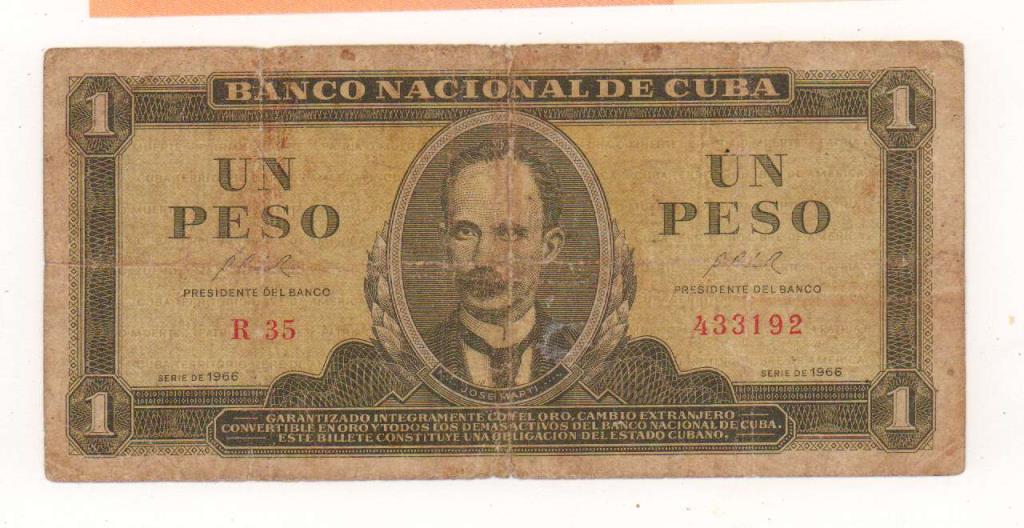 BANCO NACIONAL DE CUBA
1
1
UN
PESO
UN
PESO
PRESIDENTE DEL BANCO
PRESIDENTE DEL BANCO
R 35
433192
SERIE DE 1966
SERIE DE 1966
JOSE MARTI
1
1
GARANTIZADO INTEGRAMENTE CON EL ORO, CAMBIO EXTRANJERO
CONVERTIBLE EN ORO Y TODOS LOS DEMAS ACTIVOS DEL BANCO NACIONAL DE CUBA.
ESTE BILLETE CONSTITUYE UNA OBLIGACION DEL ESTADO CUBANO.